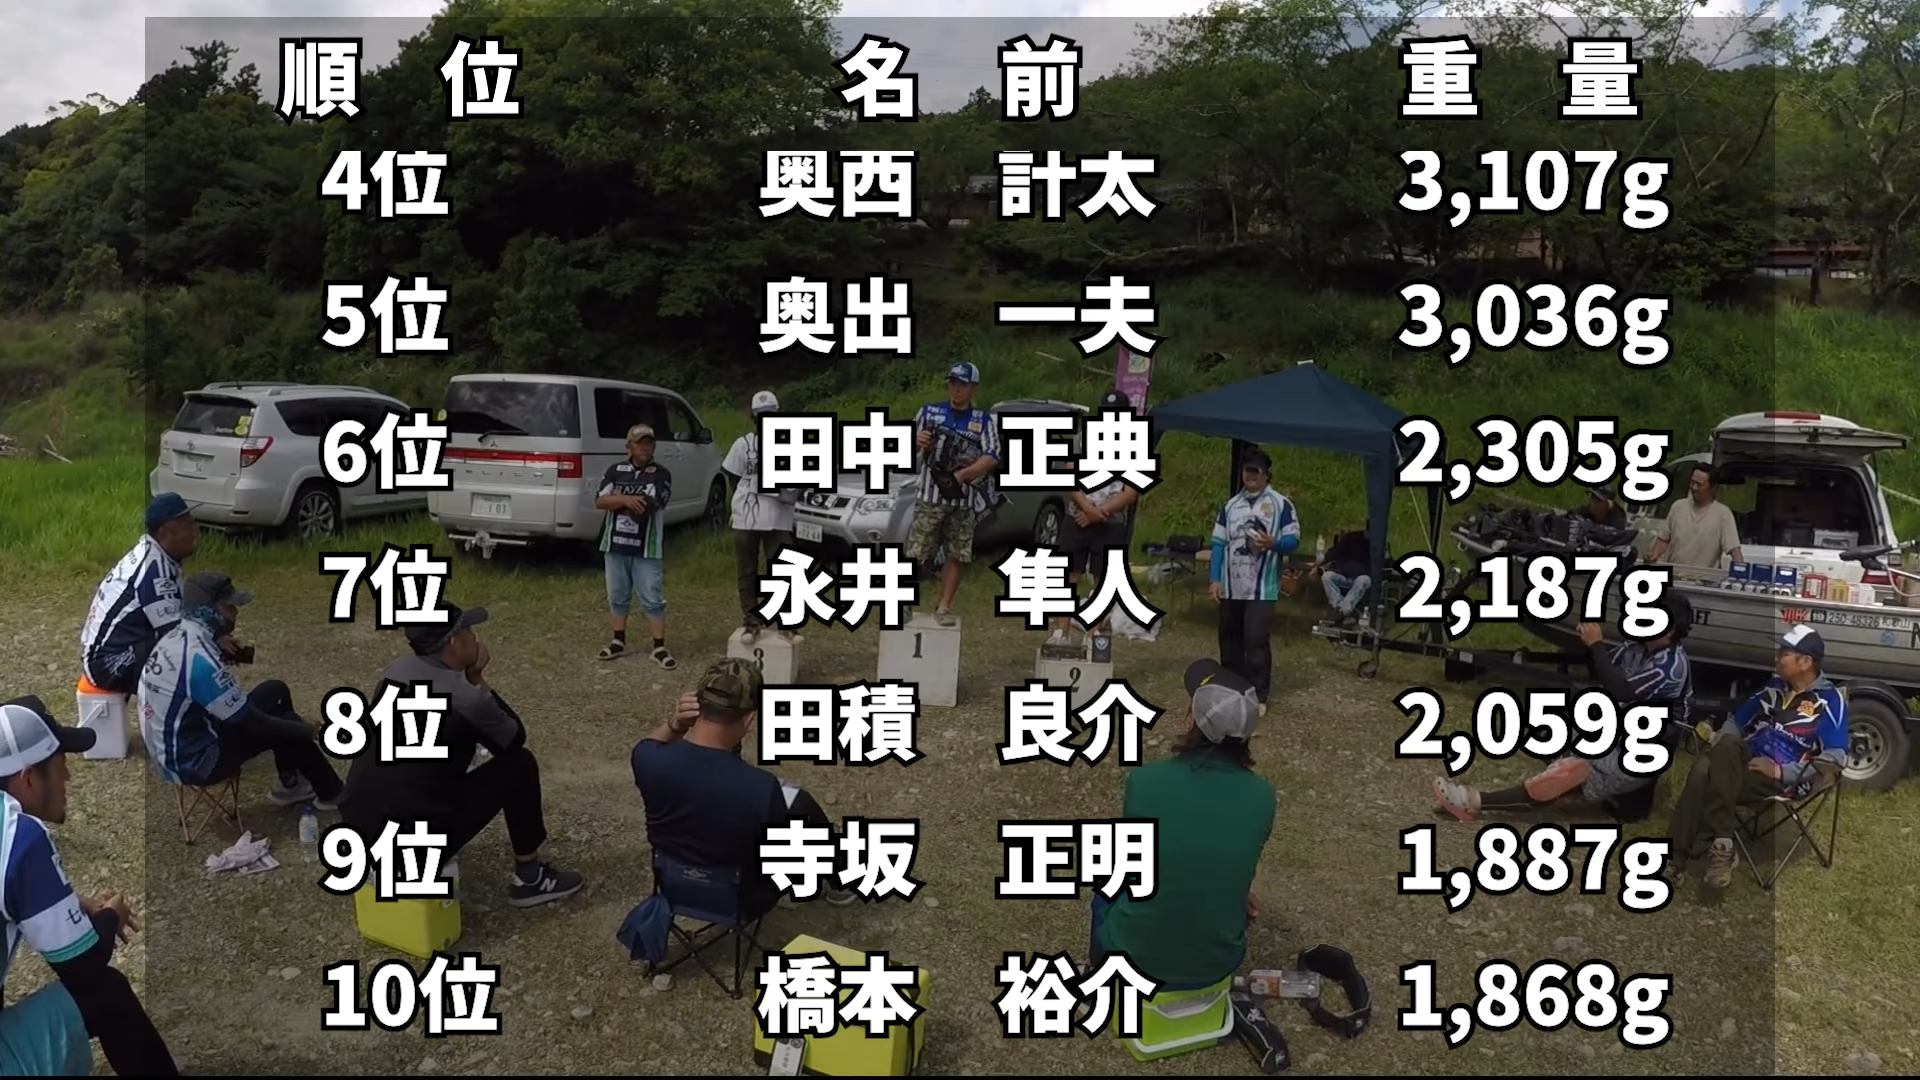 順 位 名 前 重 量
4位 奥西 計太 3,107g
5位 奥出 一夫 3,036g
6位 田中 正典 2,305g
7位 永井 隼人 2,187g
8位 田積 良介 2,059g
9位 寺坂 正明 1,887g
10位 橋本 裕介 1,868g
3
1
2